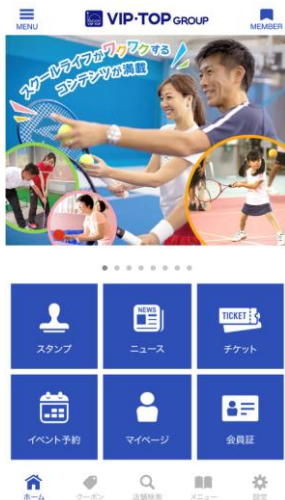 MENU
VIP・TOP GROUP
MEMBER
スクールライフがワクワクする
コンテンツが満載
スタンプ
NEWS
ニュース
TICKET
チケット
イベント予約
マイページ
会員証
ホーム
クーポン
店舗検索
メニュー
設定